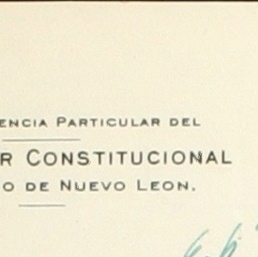 ENCIA PARTICULAR DEL
R CONSTITUCIONAL
O DE NUEVO LEON.